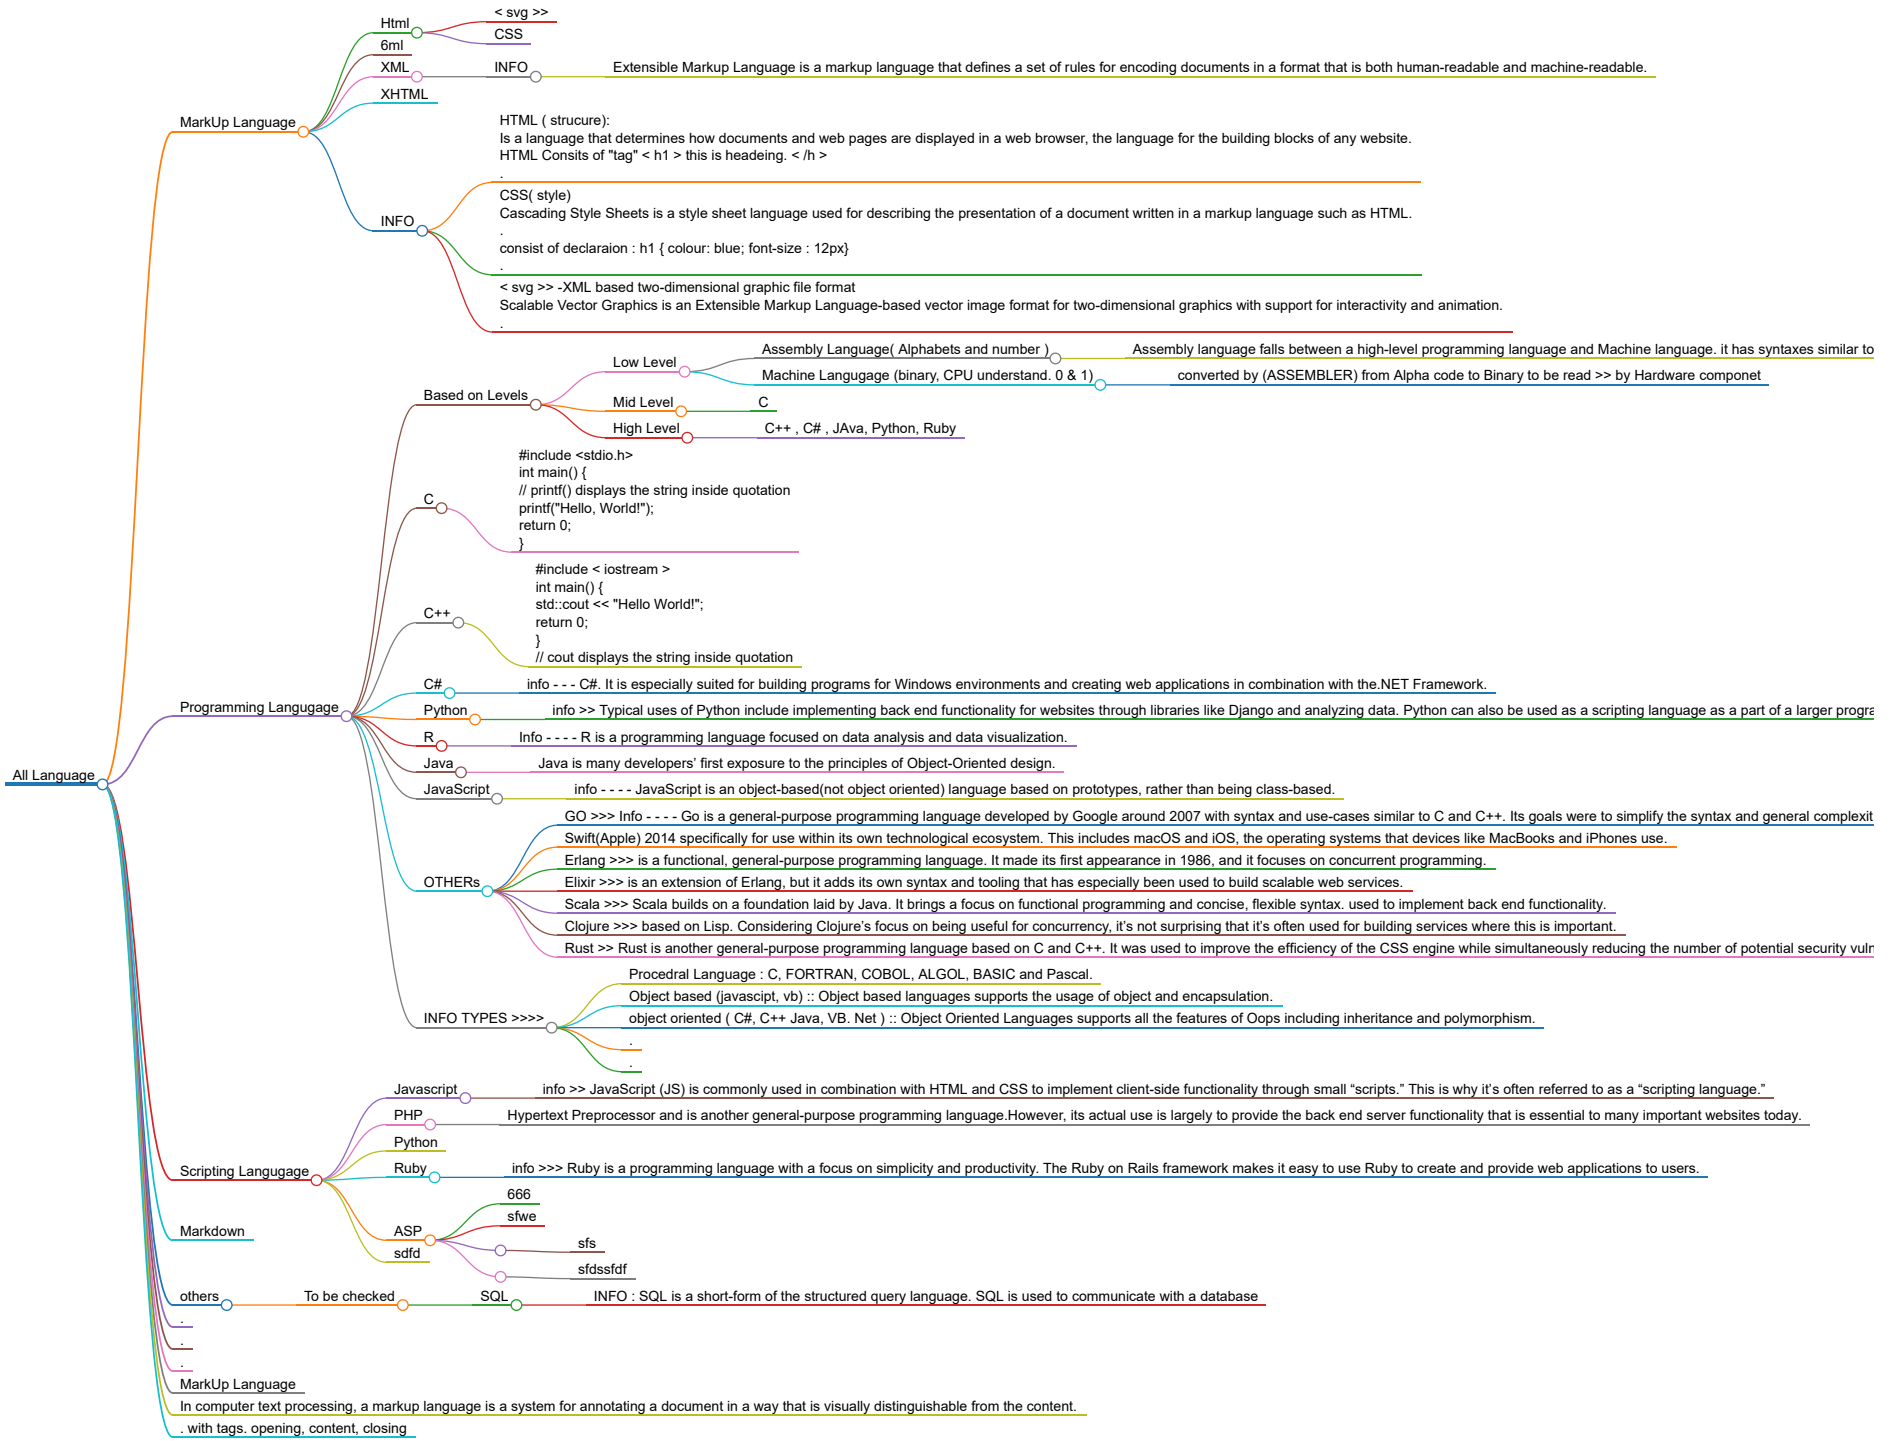 All Language
MarkUp Language
Html
< svg >>
CSS
6ml
XML
INFO
Extensible Markup Language is a markup language that defines a set of rules for encoding documents in a format that is both human-readable and machine-readable.
XHTML
INFO
HTML ( strucure):
Is a language that determines how documents and web pages are displayed in a web browser, the language for the building blocks of any website.
HTML Consits of "tag" < h1 > this is headeing. < /h >
.
CSS( style)
Cascading Style Sheets is a style sheet language used for describing the presentation of a document written in a markup language such as HTML.
.
consist of declaraion : h1 { colour: blue; font-size : 12px}
.
< svg >> -XML based two-dimensional graphic file format
Scalable Vector Graphics is an Extensible Markup Language-based vector image format for two-dimensional graphics with support for interactivity and animation.
.
Programming Langugage
Based on Levels
Low Level
Assembly Language( Alphabets and number )
Assembly language falls between a high-level programming language and Machine language. it has syntaxes similar to
Machine Langugage (binary, CPU understand. 0 & 1)
converted by (ASSEMBLER) from Alpha code to Binary to be read >> by Hardware componet
Mid Level
C
High Level
C++ , C# , JAva, Python, Ruby
C
#include <stdio.h>
int main() {
// printf() displays the string inside quotation
printf("Hello, World!");
return 0;
}
C++
#include < iostream >
int main() {
std::cout << "Hello World!";
return 0;
}
// cout displays the string inside quotation
C#
info - - - C#. It is especially suited for building programs for Windows environments and creating web applications in combination with the.NET Framework.
Python
info >> Typical uses of Python include implementing back end functionality for websites through libraries like Django and analyzing data. Python can also be used as a scripting language as a part of a larger progra
R
Info - - - - R is a programming language focused on data analysis and data visualization.
Java
Java is many developers’ first exposure to the principles of Object-Oriented design.
JavaScript
info - - - - JavaScript is an object-based(not object oriented) language based on prototypes, rather than being class-based.
OTHERs
GO >>> Info - - - - Go is a general-purpose programming language developed by Google around 2007 with syntax and use-cases similar to C and C++. Its goals were to simplify the syntax and general complexit
Swift(Apple) 2014 specifically for use within its own technological ecosystem. This includes macOS and iOS, the operating systems that devices like MacBooks and iPhones use.
Erlang >>> is a functional, general-purpose programming language. It made its first appearance in 1986, and it focuses on concurrent programming.
Elixir >>> is an extension of Erlang, but it adds its own syntax and tooling that has especially been used to build scalable web services.
Scala >>> Scala builds on a foundation laid by Java. It brings a focus on functional programming and concise, flexible syntax. used to implement back end functionality.
Clojure >>> based on Lisp. Considering Clojure’s focus on being useful for concurrency, it’s not surprising that it’s often used for building services where this is important.
Rust >> Rust is another general-purpose programming language based on C and C++. It was used to improve the efficiency of the CSS engine while simultaneously reducing the number of potential security vuln
INFO TYPES >>>>
Procedral Language : C, FORTRAN, COBOL, ALGOL, BASIC and Pascal.
Object based (javascipt, vb) :: Object based languages supports the usage of object and encapsulation.
object oriented ( C#, C++ Java, VB. Net ) :: Object Oriented Languages supports all the features of Oops including inheritance and polymorphism.
.
.
Scripting Langugage
Javascript
info >> JavaScript (JS) is commonly used in combination with HTML and CSS to implement client-side functionality through small “scripts.” This is why it’s often referred to as a “scripting language.”
PHP
Hypertext Preprocessor and is another general-purpose programming language.However, its actual use is largely to provide the back end server functionality that is essential to many important websites today.
Python
Ruby
info >>> Ruby is a programming language with a focus on simplicity and productivity. The Ruby on Rails framework makes it easy to use Ruby to create and provide web applications to users.
ASP
666
sfwe
sfs
sfdssfdf
sdfd
Markdown
others
To be checked
SQL
INFO : SQL is a short-form of the structured query language. SQL is used to communicate with a database
.
.
.
MarkUp Language
In computer text processing, a markup language is a system for annotating a document in a way that is visually distinguishable from the content.
. with tags. opening, content, closing